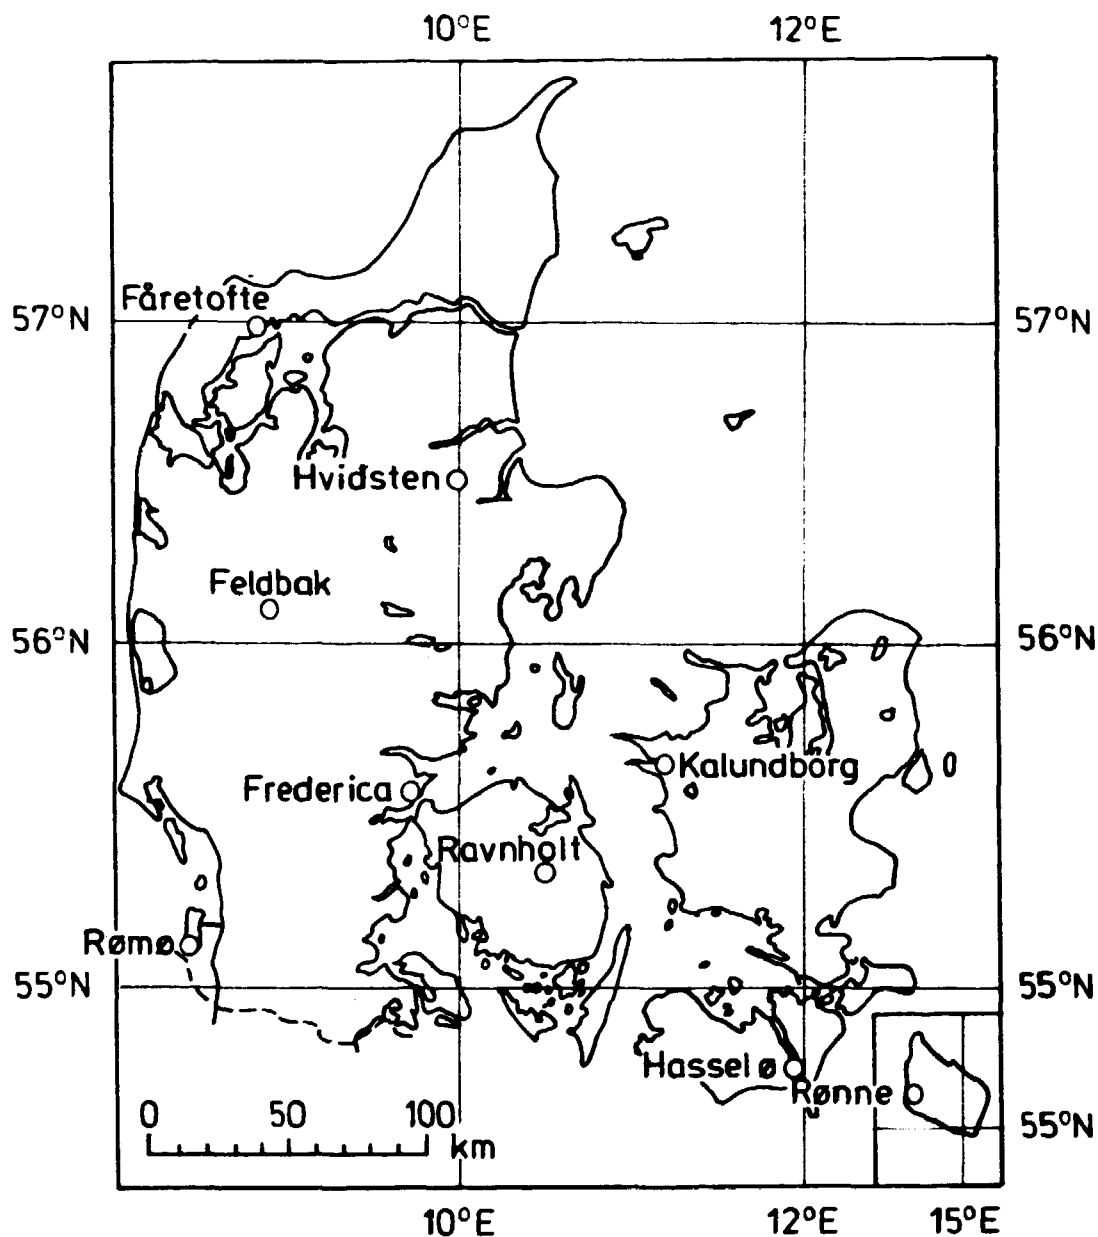 10°E 12°E
Fåretofte
57°N 57°N
Hvidsten
Feldbak
56°N 56°N
Kalundbörg
Frederica
Ravnholt
Rømø
55°N 55°N
Hassel ø
Rønne
0 50 100
km
55°N
10°E 12°E 15°E